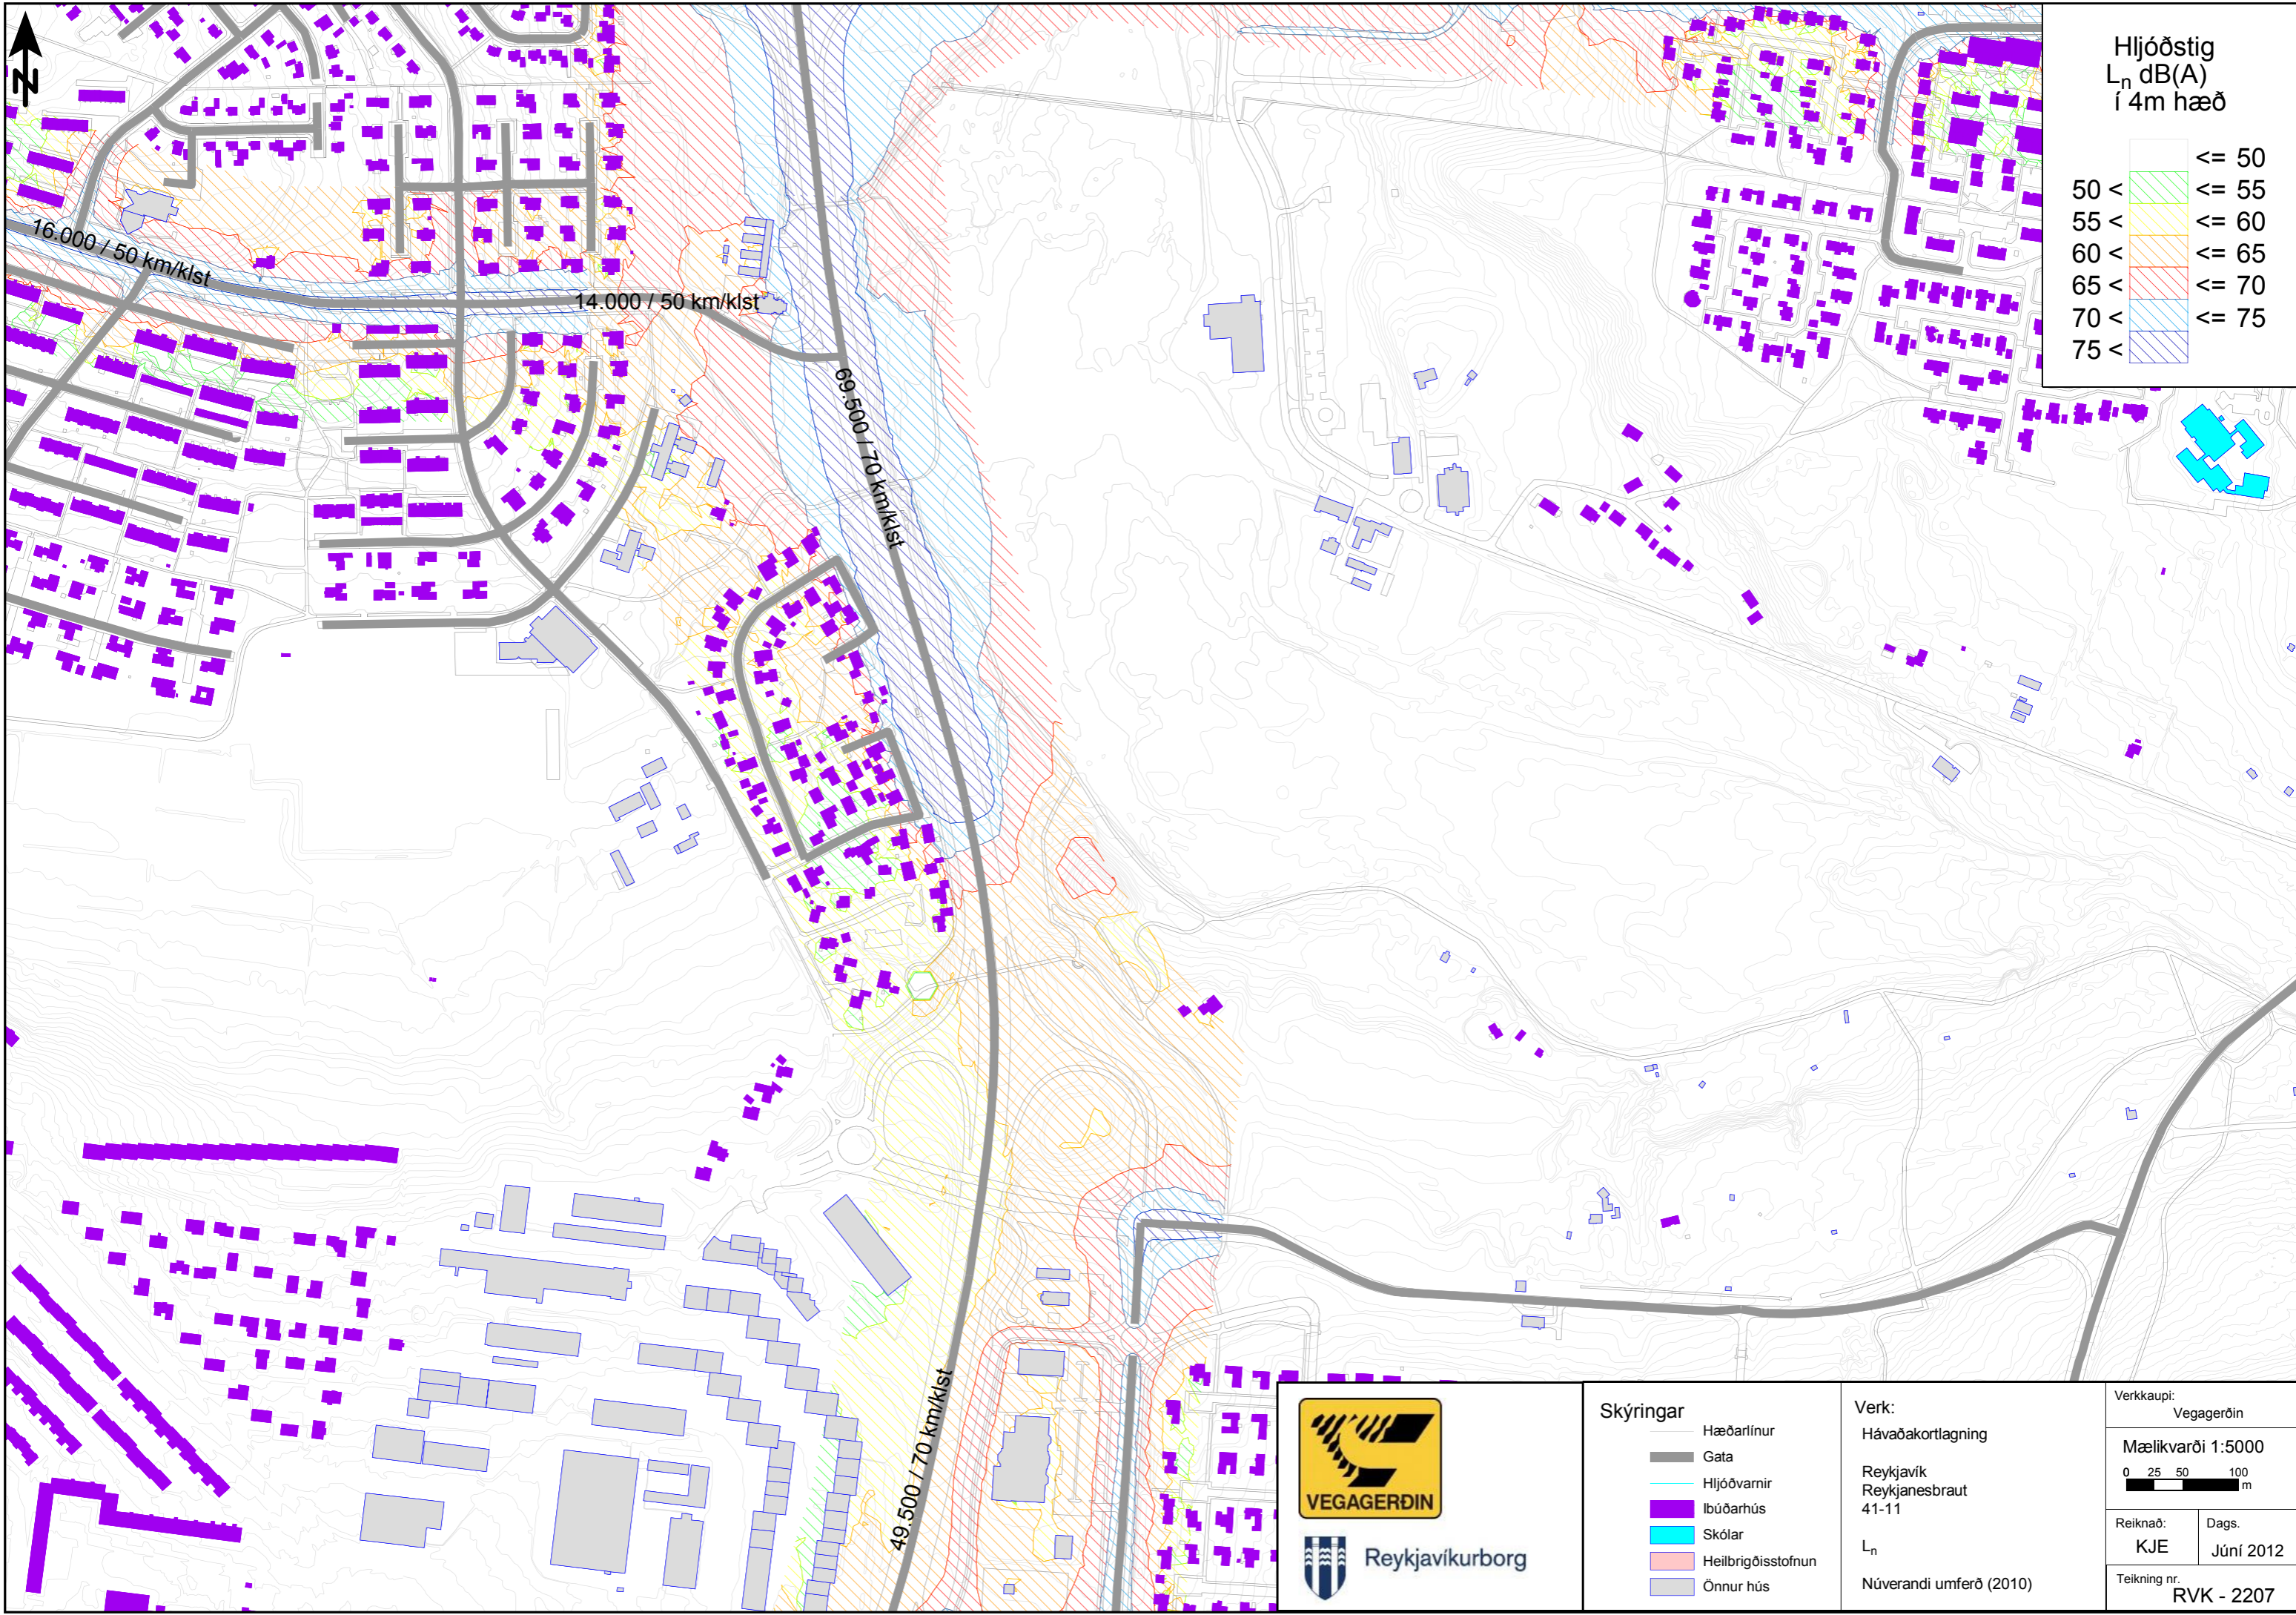 N
Hljóðstig
Ln dB(A)
í 4m hæð
<= 50
50 < <= 55
55 < <= 60
60 < <= 65
65 < <= 70
70 < <= 75
75 <
16.000 / 50 km/klst
14.000 / 50 km/klst
69.500 / 70 km/klst
49.500 / 70 km/klst
VEGAGERÐIN
Reykjavíkurborg
Skýringar
Hæðarlínur
Gata
Hljóðvarnir
Ibúðarhús
Skólar
Heilbrigðisstofnun
Önnur hús
Verk:
Hávaðakortlagning
Reykjavík
Reykjanesbraut
41-11
Ln
Núverandi umferð (2010)
Verkkaupi:
Vegagerðin
Mælikvarði 1:5000
0 25 50 100
m
Reiknað:
KJE
Dags.
Júní 2012
Teikning nr.
RVK - 2207